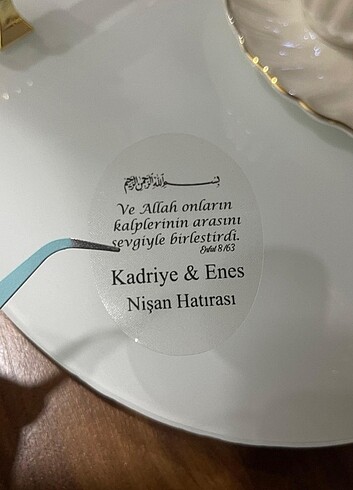 بسم الله الرحمن الرحيم
Ve Allah onların
kalplerinin arasını
sevgiyle birleştirdi.
Enfal 8/63
Kadriye & Enes
Nişan Hatırası